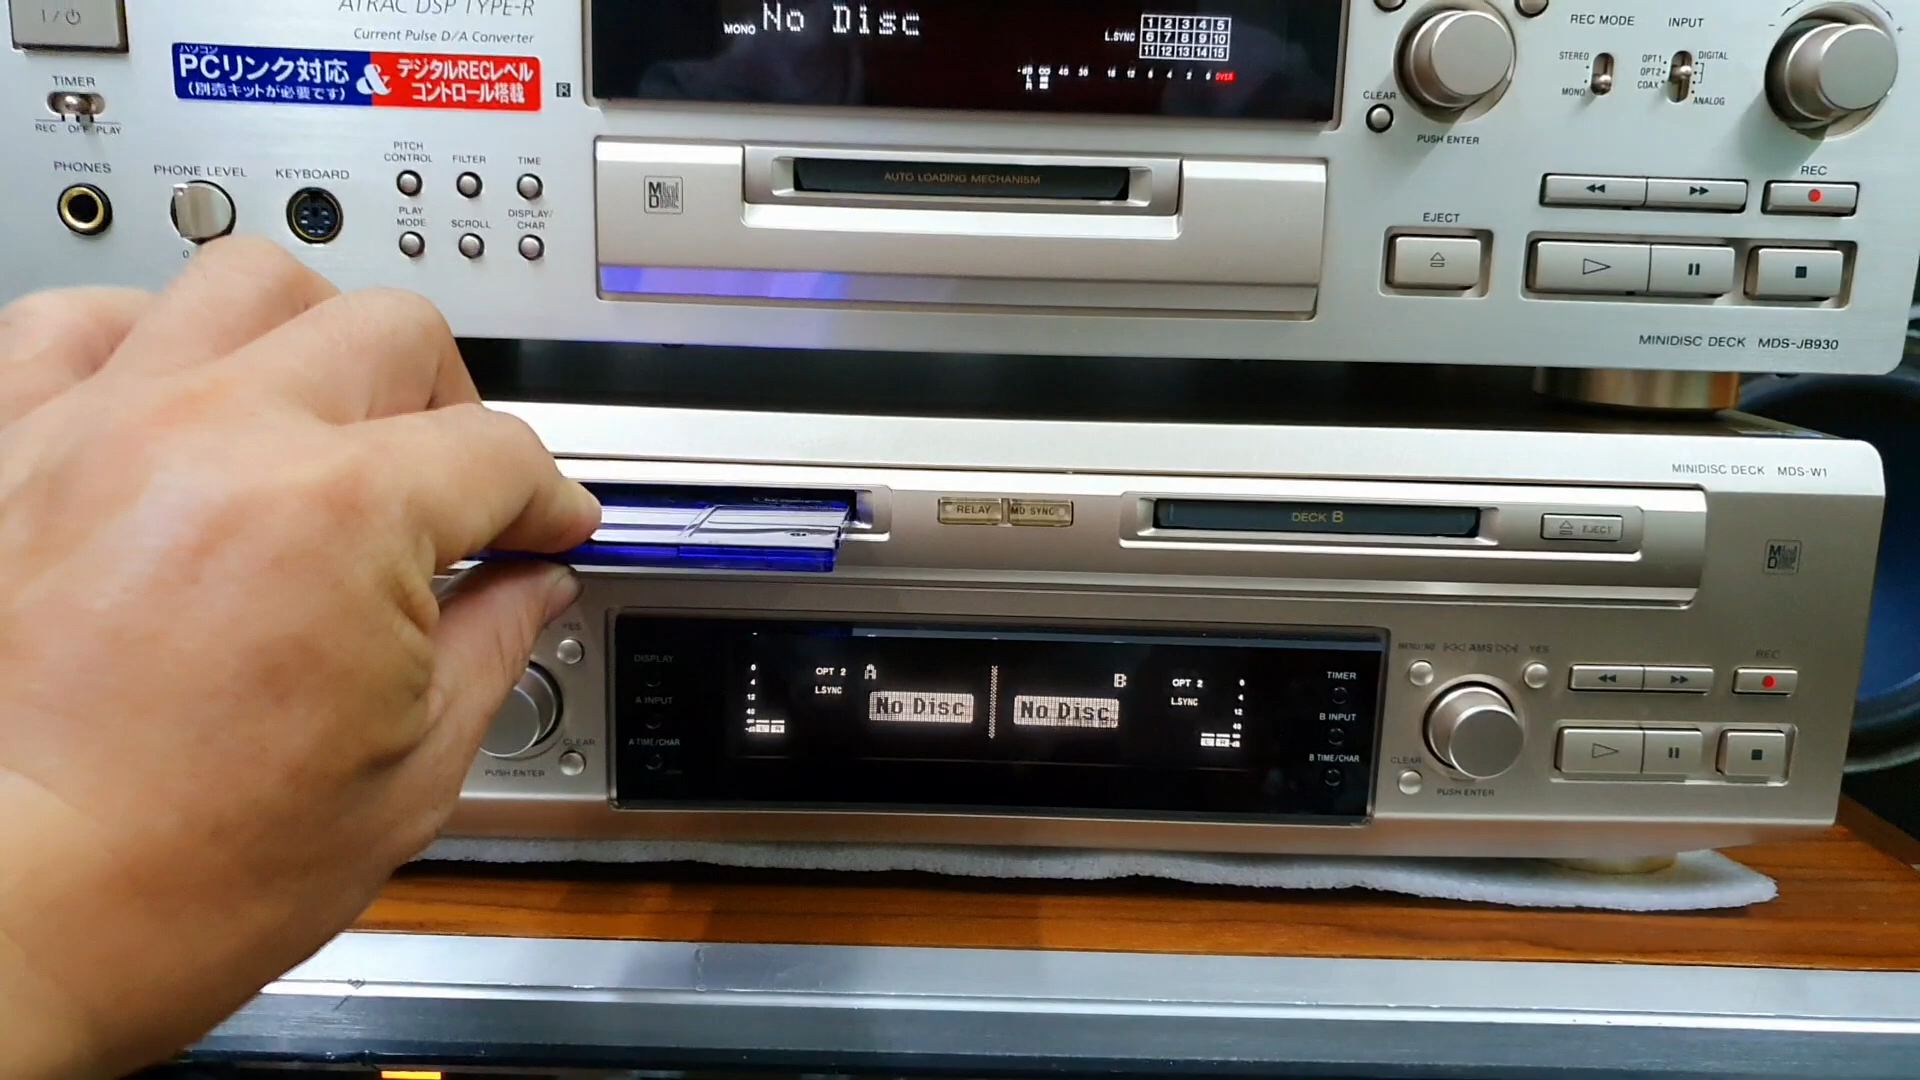 I/
ATRAC DSP TYPE-R
Current Pulse D/A Converter
パソコン
PCリンク対応
(別売キットが必要です)
&
デジタルRECレベル
コントロール搭載
TIMER
REC OFF PLAY
PHONES
PHONE LEVEL
0
KEYBOARD
PITCH
CONTROL
FILTER
TIME
PLAY
MODE
SCROLL
DISPLAY/
CHAR
MONO
No Disc
L.SYNC
1 2 3 4 5
6 7 8 9 10
11 12 13 14 15
OVER
AUTO LOADING MECHANISM
CLEAR
PUSH ENTER
REC MODE
STEREO
MONO
INPUT
OPT1
OPT2
COAX
DIGITAL
ANALOG
REC
EJECT
MINIDISC DECK MDS-JB930
MINIDISC DECK MDS-W1
RELAY
MD SYNC
DECK B
EJECT
YES
CLEAR
PUSH ENTER
DISPLAY
A INPUT
A TIME/CHAR
OPT 2
L.SYNC
A
No Disc
B
No Disc
OPT 2
L.SYNC
TIMER
B INPUT
B TIME/CHAR
MENU/NO
AMS
YES
CLEAR
PUSH ENTER
REC